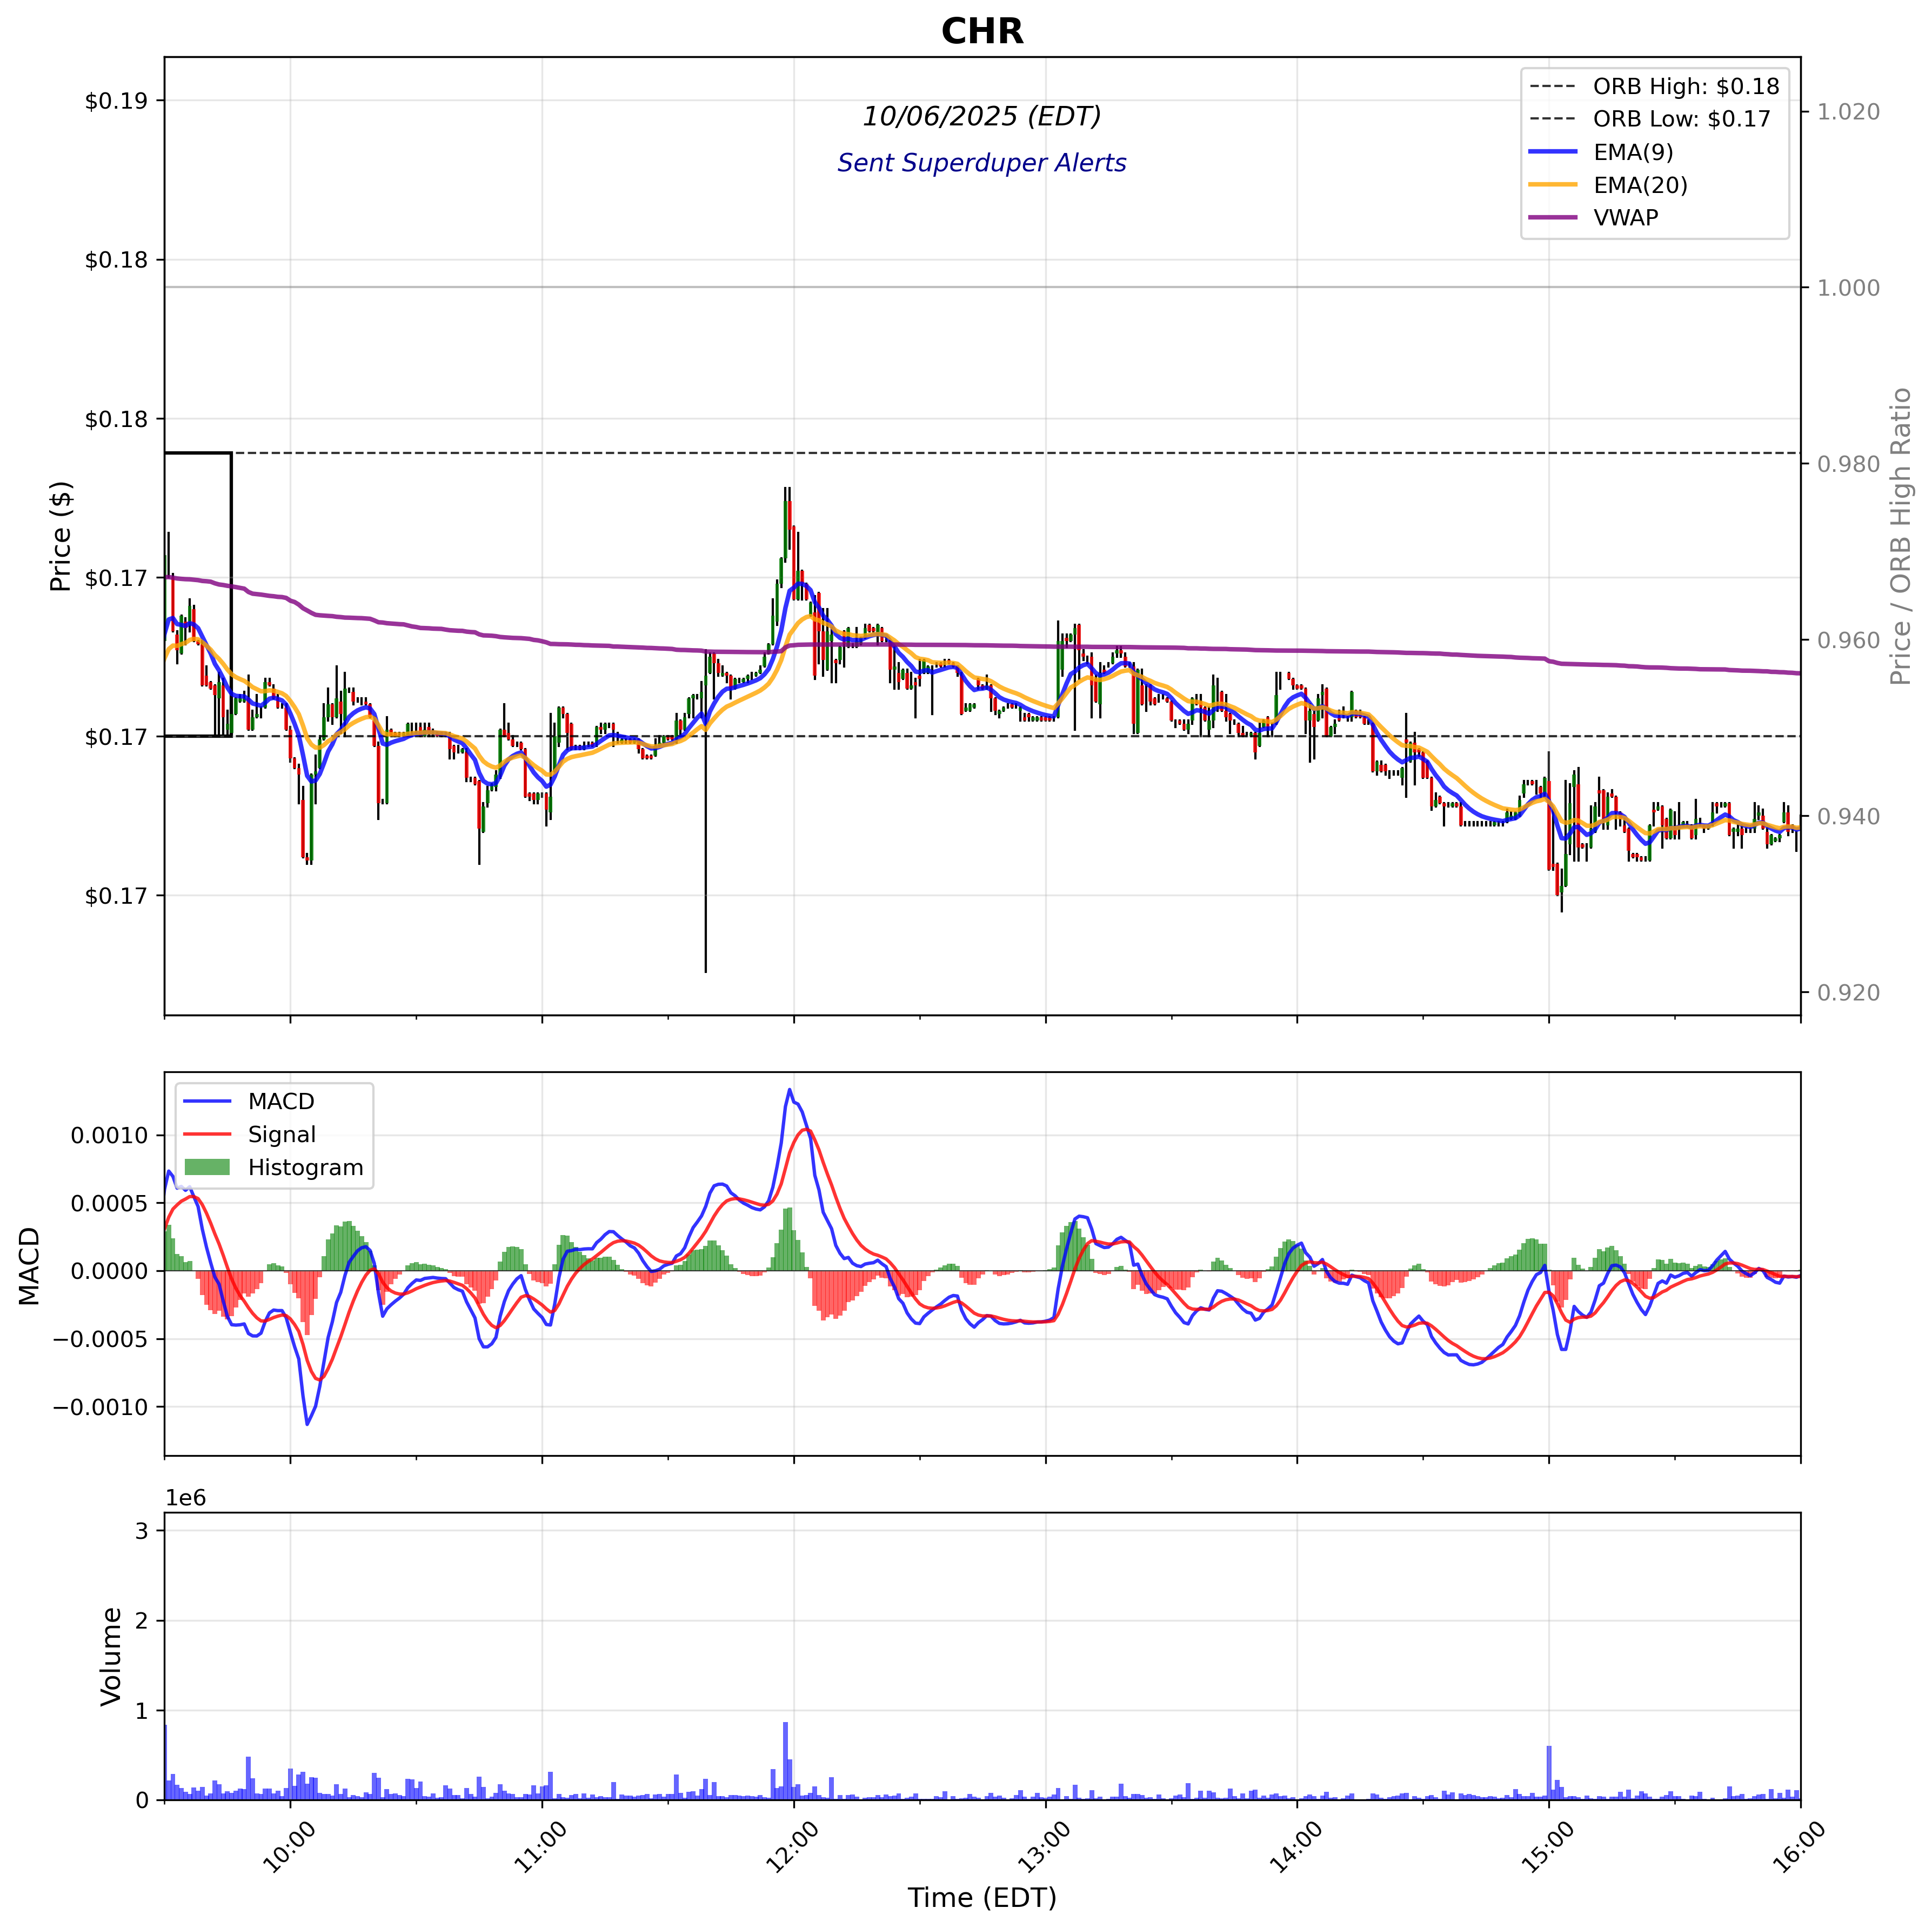 CHR
10/06/2025 (EDT)
Sent Superduper Alerts
ORB High: $0.18
ORB Low: $0.17
EMA(9)
EMA(20)
VWAP
$0.19
$0.18
$0.18
$0.17
$0.17
$0.17
Price ($)
1.020
1.000
0.980
0.960
0.940
0.920
Price / ORB High Ratio
MACD
Signal
Histogram
0.0010
0.0005
0.0000
−0.0005
−0.0010
MACD
1e6
3
2
1
0
Volume
10:00
11:00
12:00
13:00
14:00
15:00
16:00
Time (EDT)